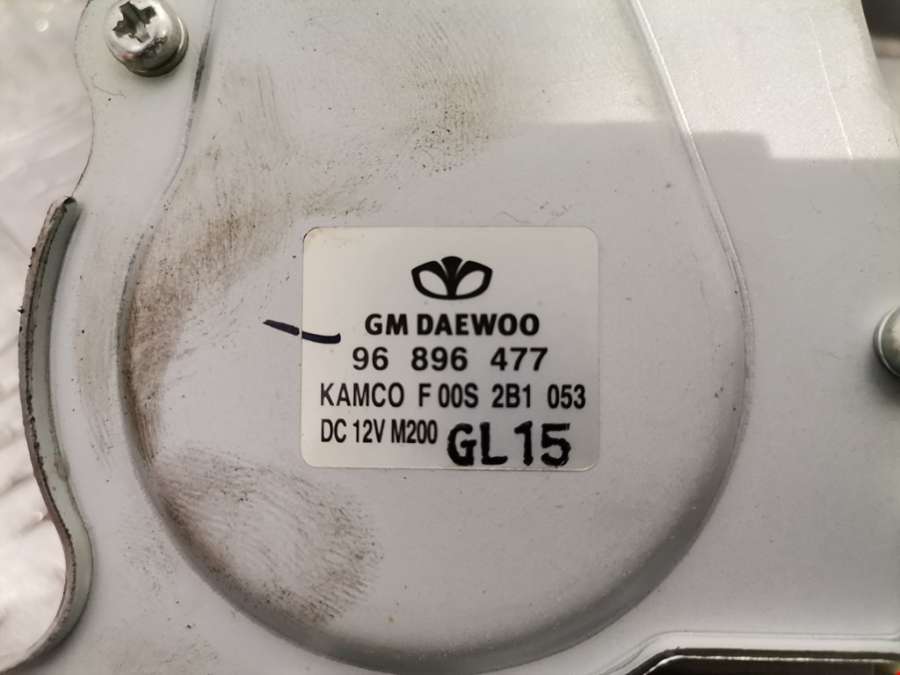 GM DAEWOO
96 896 477
KAMCO F 00S 2B1 053
DC 12V M200 GL15